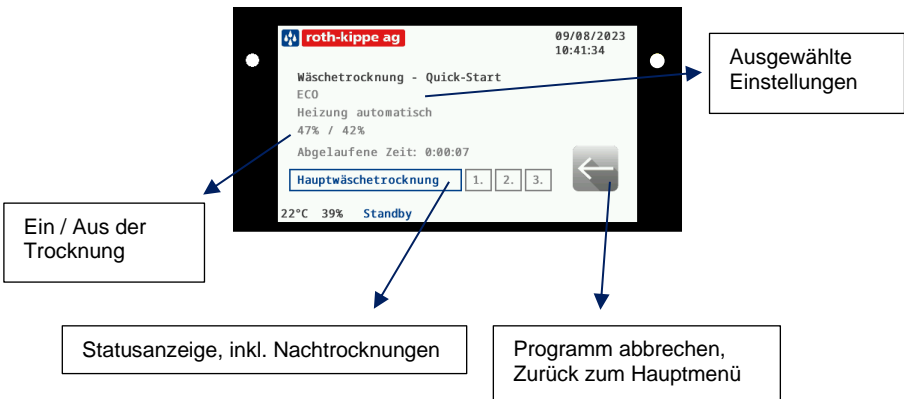 roth-kippe ag
09/08/2023
10:41:34
Wäschetrocknung - Quick-Start
ECO
Heizung automatisch
47% / 42%
Abgelaufene Zeit: 0:00:07
Hauptwäschetrocknung 1. 2. 3.
22°C 39% Standby
Ausgewählte
Einstellungen
Ein / Aus der
Trocknung
Statusanzeige, inkl. Nachtrocknungen
Programm abbrechen,
Zurück zum Hauptmenü